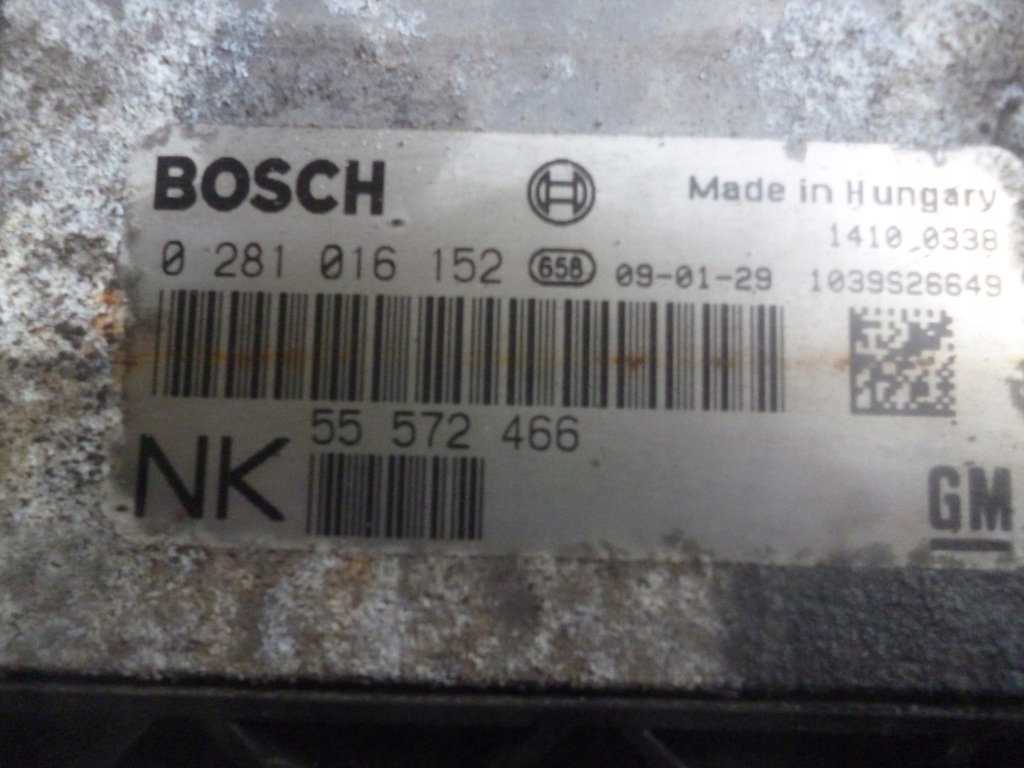 BOSCH Made in Hungary
1410 0338
0 281 016 152 658 09-01-29 1039S26649
55 572 466
NK
GM